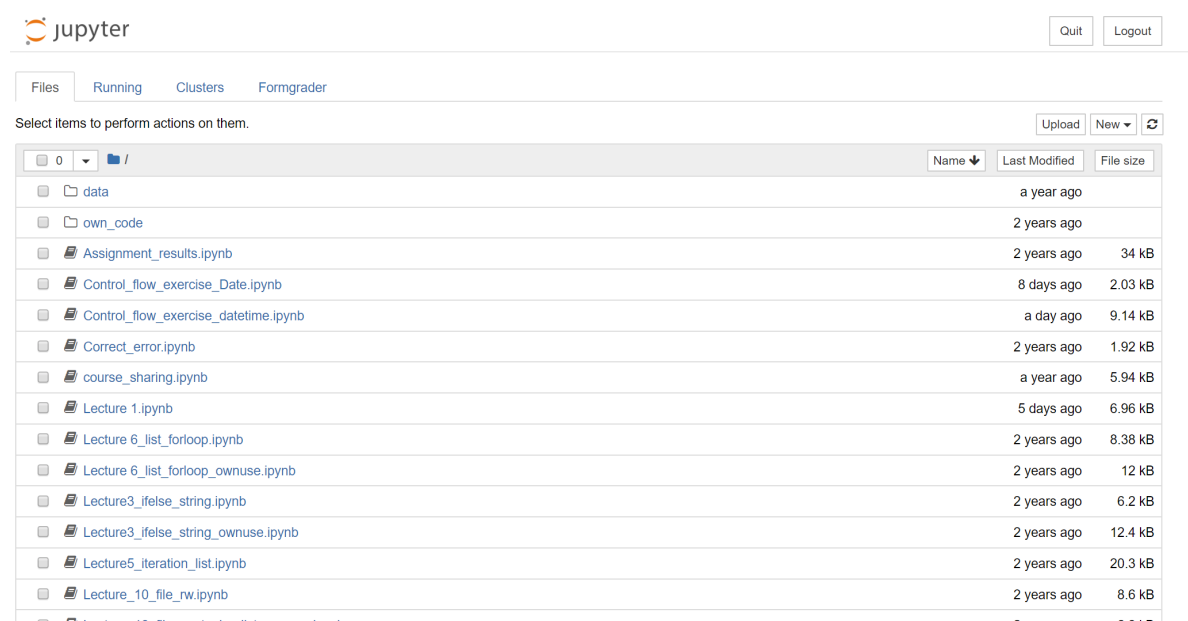 jupyter Quit Logout
Files Running Clusters Formgrader
Select items to perform actions on them. Upload New
0 / Name Last Modified File size
data a year ago
own_code 2 years ago
Assignment_results.ipynb 2 years ago 34 kB
Control_flow_exercise_Date.ipynb 8 days ago 2.03 kB
Control_flow_exercise_datetime.ipynb a day ago 9.14 kB
Correct_error.ipynb 2 years ago 1.92 kB
course_sharing.ipynb a year ago 5.94 kB
Lecture 1.ipynb 5 days ago 6.96 kB
Lecture 6_list_forloop.ipynb 2 years ago 8.38 kB
Lecture 6_list_forloop_ownuse.ipynb 2 years ago 12 kB
Lecture3_ifelse_string.ipynb 2 years ago 6.2 kB
Lecture3_ifelse_string_ownuse.ipynb 2 years ago 12.4 kB
Lecture5_iteration_list.ipynb 2 years ago 20.3 kB
Lecture_10_file_rw.ipynb 2 years ago 8.6 kB